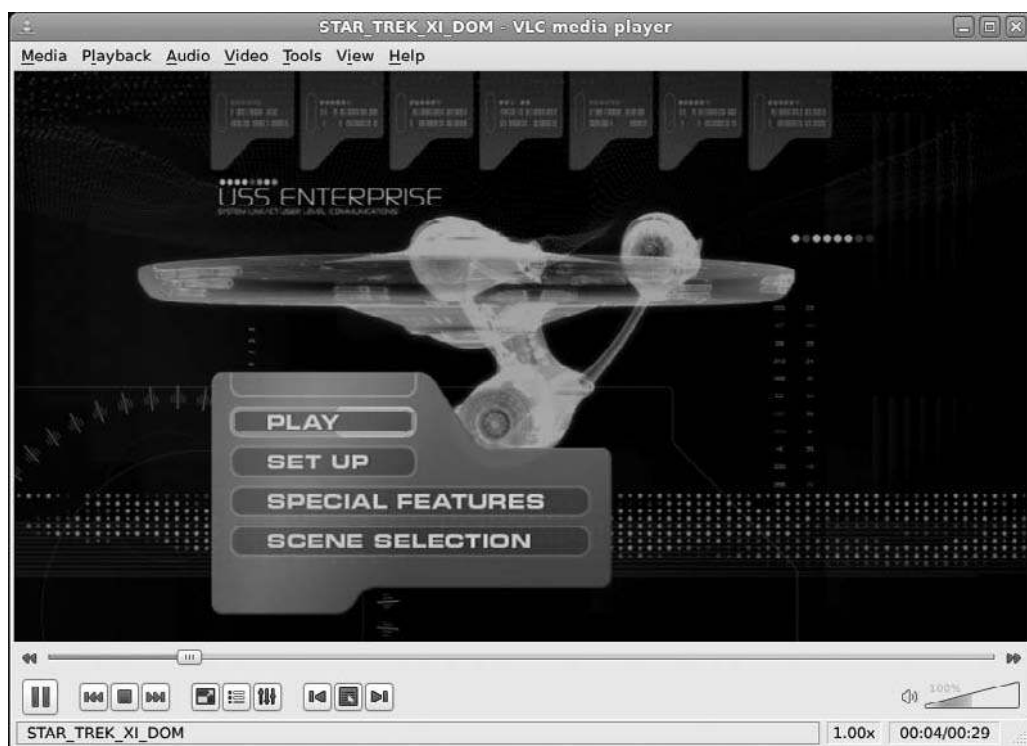 STAR_TREK_XI_DOM - VLC media player
Media Playback Audio Video Tools View Help
USS ENTERPRISE
PLAY
SET UP
SPECIAL FEATURES
SCENE SELECTION
100%
STAR_TREK_XI_DOM 1.00x 00:04/00:29